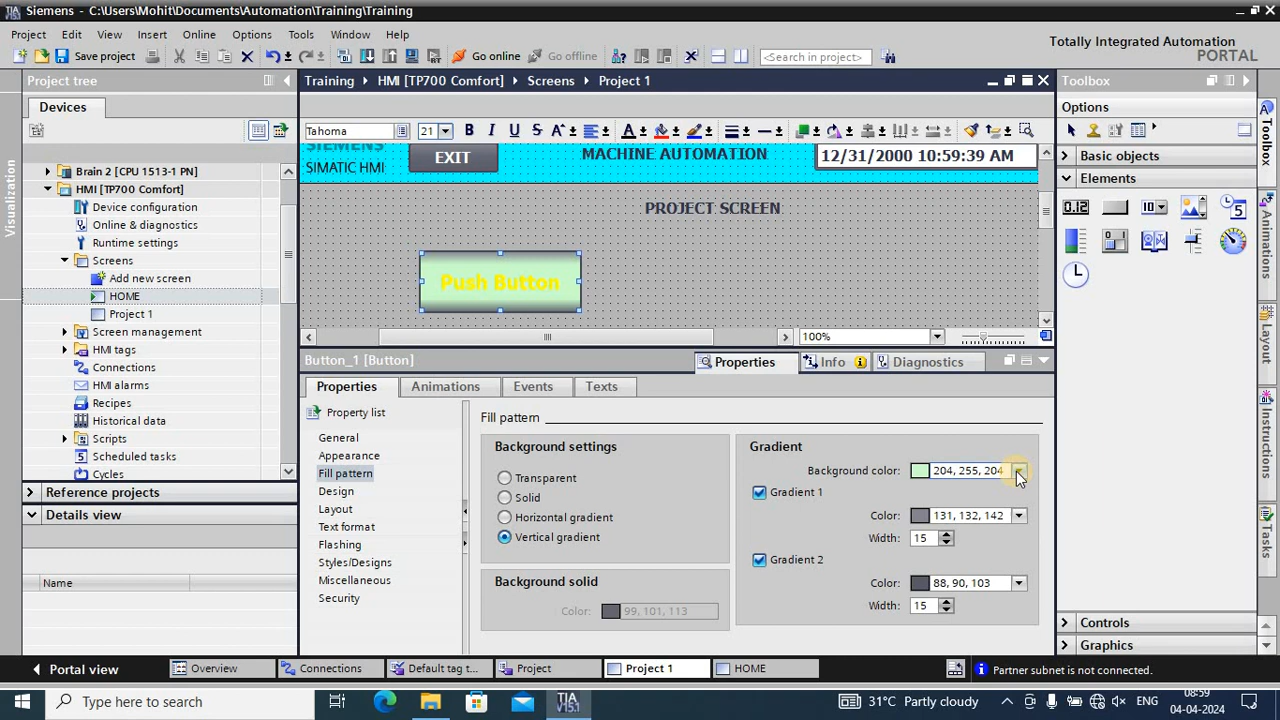 Siemens - C:\Users\Mohit\Documents\Automation\Training\Training
Project Edit View Insert Online Options Tools Window Help
Totally Integrated Automation
PORTAL
Save project
Go online
Go offline
<Search in project>
Project tree
Training HMI [TP700 Comfort] Screens Project 1
Toolbox
Devices
Options
Tahoma 21 B I U S A
Brain 2 [CPU 1513-1 PN]
HMI [TP700 Comfort]
Device configuration
Online & diagnostics
Runtime settings
Screens
Add new screen
HOME
Project 1
Screen management
HMI tags
Connections
HMI alarms
Recipes
Historical data
Scripts
Scheduled tasks
Cycles
Reference projects
Details view
Name
Visualization
SIEMENS
SIMATIC HMI
EXIT
MACHINE AUTOMATION
12/31/2000 10:59:39 AM
PROJECT SCREEN
Push Button
100%
Basic objects
Elements
0.12
10
5
Controls
Graphics
Toolbox
Animations
Layout
Instructions
Tasks
Button_1 [Button]
Properties Info Diagnostics
Properties Animations Events Texts
Property list
General
Appearance
Fill pattern
Design
Layout
Text format
Flashing
Styles/Designs
Miscellaneous
Security
Fill pattern
Background settings
Transparent
Solid
Horizontal gradient
Vertical gradient
Background solid
Color: 99, 101, 113
Gradient
Background color: 204, 255, 204
Gradient 1
Color: 131, 132, 142
Width: 15
Gradient 2
Color: 88, 90, 103
Width: 15
Portal view
Overview
Connections
Default tag t...
Project
Project 1
HOME
Partner subnet is not connected.
Type here to search
TIA V15.1
31°C Partly cloudy
ENG
08:59
04-04-2024